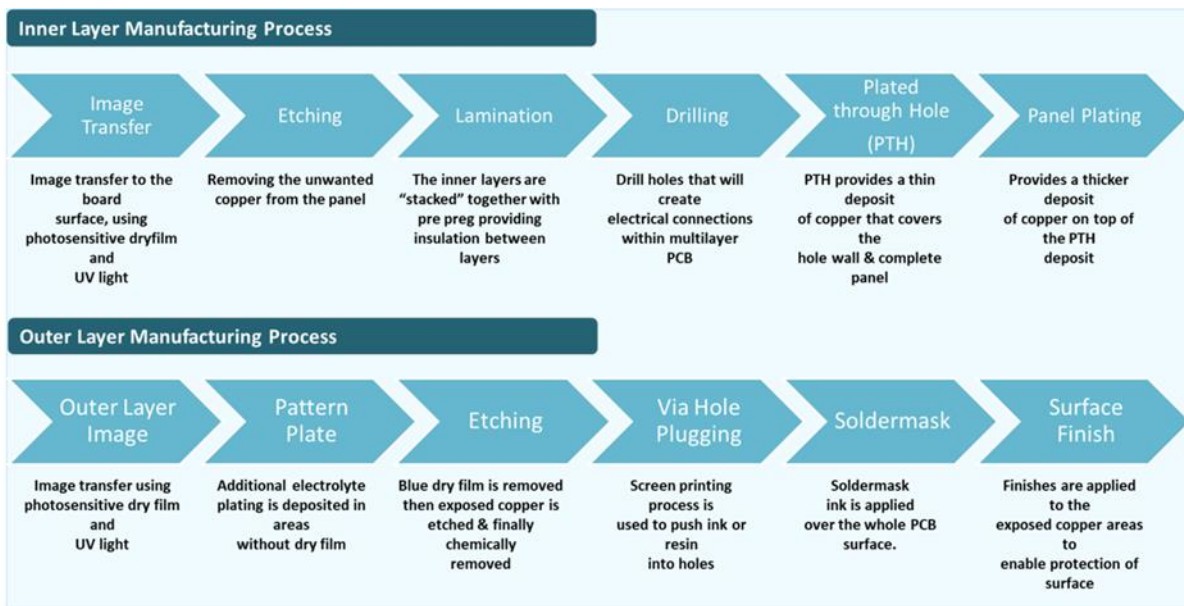 Inner Layer Manufacturing Process
Image
Transfer
Etching
Lamination
Drilling
Plated
through Hole
(PTH)
Panel Plating
Image transfer to the
board
surface, using
photosensitive dryfilm
and
UV light
Removing the unwanted
copper from the panel
The inner layers are
“stacked” together with
pre preg providing
insulation between
layers
Drill holes that will
create
electrical connections
within multilayer
PCB
PTH provides a thin
deposit
of copper that covers
the
hole wall & complete
panel
Provides a thicker
deposit
of copper on top of
the PTH
deposit
Outer Layer Manufacturing Process
Outer Layer
Image
Pattern
Plate
Etching
Via Hole
Plugging
Soldermask
Surface
Finish
Image transfer using
photosensitive dry film
and
UV light
Additional electrolyte
plating is deposited in
areas
without dry film
Blue dry film is removed
then exposed copper is
etched & finally
chemically
removed
Screen printing
process is
used to push ink or
resin
into holes
Soldermask
ink is applied
over the whole PCB
surface.
Finishes are applied
to the
exposed copper areas
to
enable protection of
surface